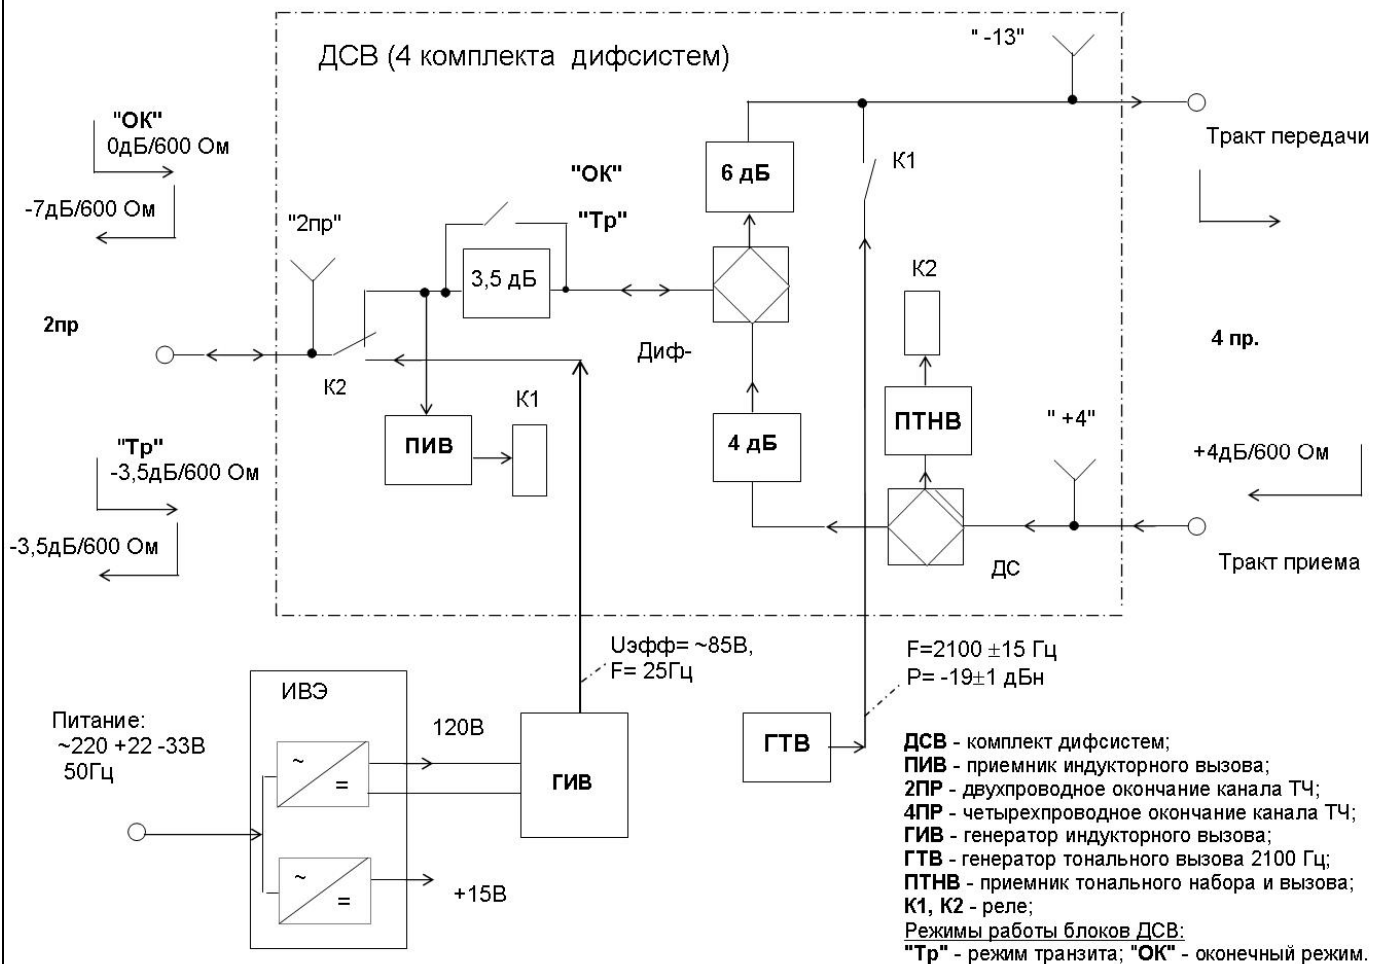 ДСВ (4 комплекта дифсистем)
" -13"
"ОК"
0дБ/600 Ом
-7дБ/600 Ом
"2пр"
"ОК"
"Тр"
3,5 дБ
6 дБ
К1
Тракт передачи
К2
2пр
К2
Диф-
4 пр.
ПИВ
К1
4 дБ
ПТНВ
" +4"
+4дБ/600 Ом
"Тр"
-3,5дБ/600 Ом
-3,5дБ/600 Ом
ДС
Тракт приема
Uэфф= ~85В,
F= 25Гц
F=2100 ±15 Гц
P= -19±1 дБн
ИВЭ
Питание:
~220 +22 -33В
50Гц
120В
~
=
ГИВ
ГТВ
~
=
+15В
ДСВ - комплект дифсистем;
ПИВ - приемник индукторного вызова;
2ПР - двухпроводное окончание канала ТЧ;
4ПР - четырехпроводное окончание канала ТЧ;
ГИВ - генератор индукторного вызова;
ГТВ - генератор тонального вызова 2100 Гц;
ПТНВ - приемник тонального набора и вызова;
К1, К2 - реле;
Режимы работы блоков ДСВ:
"Тр" - режим транзита; "ОК" - оконечный режим.